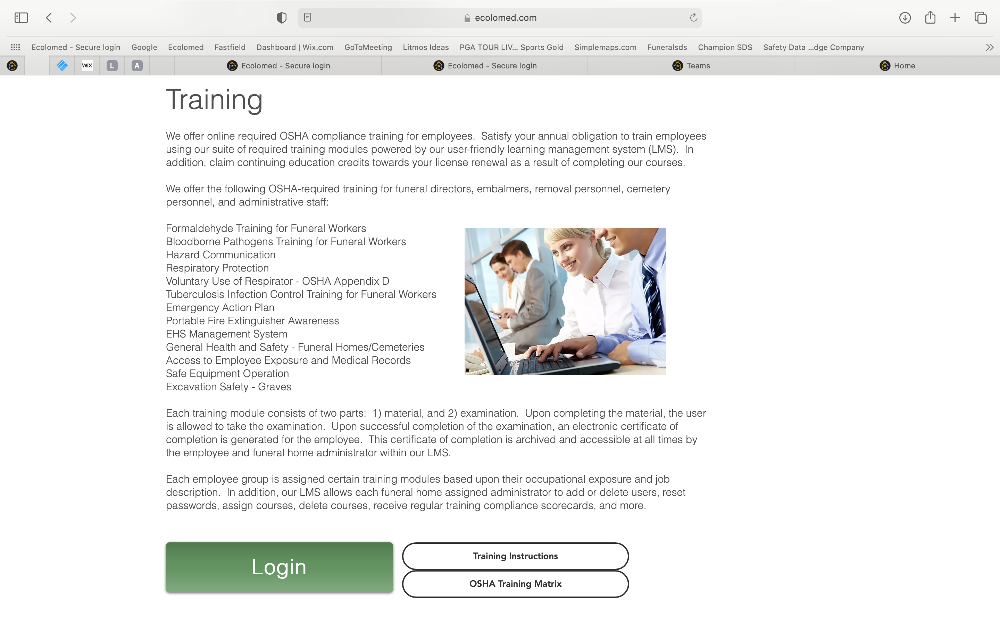 ecolomed.com
Ecolomed - Secure login Google Ecolomed Fastfield Dashboard | Wix.com GoToMeeting Litmos Ideas PGA TOUR LIV... Sports Gold Simplemaps.com Funeralsds Champion SDS Safety Data ...dge Company
WIX L A Ecolomed - Secure login Ecolomed - Secure login Teams Home
Training
We offer online required OSHA compliance training for employees.  Satisfy your annual obligation to train employees
using our suite of required training modules powered by our user-friendly learning management system (LMS).  In
addition, claim continuing education credits towards your license renewal as a result of completing our courses.
We offer the following OSHA-required training for funeral directors, embalmers, removal personnel, cemetery
personnel, and administrative staff:
Formaldehyde Training for Funeral Workers
Bloodborne Pathogens Training for Funeral Workers
Hazard Communication
Respiratory Protection
Voluntary Use of Respirator - OSHA Appendix D
Tuberculosis Infection Control Training for Funeral Workers
Emergency Action Plan
Portable Fire Extinguisher Awareness
EHS Management System
General Health and Safety - Funeral Homes/Cemeteries
Access to Employee Exposure and Medical Records
Safe Equipment Operation
Excavation Safety - Graves
Each training module consists of two parts:  1) material, and 2) examination.  Upon completing the material, the user
is allowed to take the examination.  Upon successful completion of the examination, an electronic certificate of
completion is generated for the employee.  This certificate of completion is archived and accessible at all times by
the employee and funeral home administrator within our LMS.
Each employee group is assigned certain training modules based upon their occupational exposure and job
description.  In addition, our LMS allows each funeral home assigned administrator to add or delete users, reset
passwords, assign courses, delete courses, receive regular training compliance scorecards, and more.
Login
Training Instructions
OSHA Training Matrix